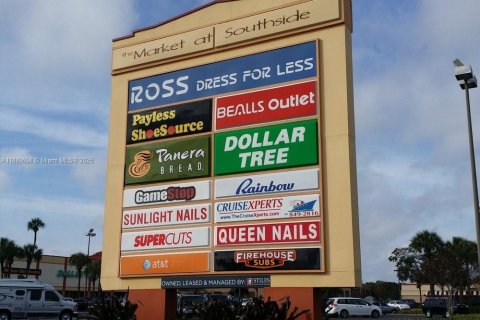 the Market at Southside
ROSS DRESS FOR LESS
Payless
ShoeSource
BEALLS OUTLET
Panera
BREAD
DOLLAR
TREE
GameStop
Rainbow
SUNLIGHT NAILS
CRUISEXPERTS
www.TheCruiseXperts.com
SUPERCUTS
QUEEN NAILS
at&t
FIREHOUSE
SUBS
OWNED, LEASED & MANAGED BY